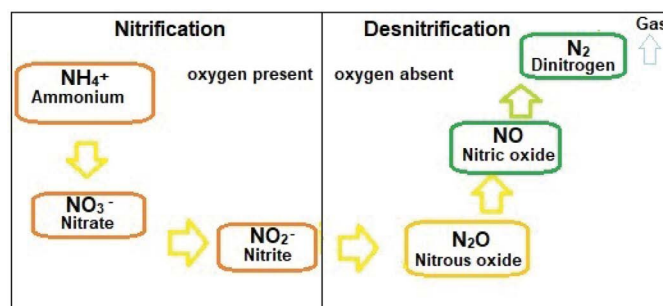 Nitrification
Desnitrification
Gas
oxygen present
oxygen absent
NH₄⁺
Ammonium
NO₃⁻
Nitrate
NO₂⁻
Nitrite
N₂O
Nitrous oxide
NO
Nitric oxide
N₂
Dinitrogen